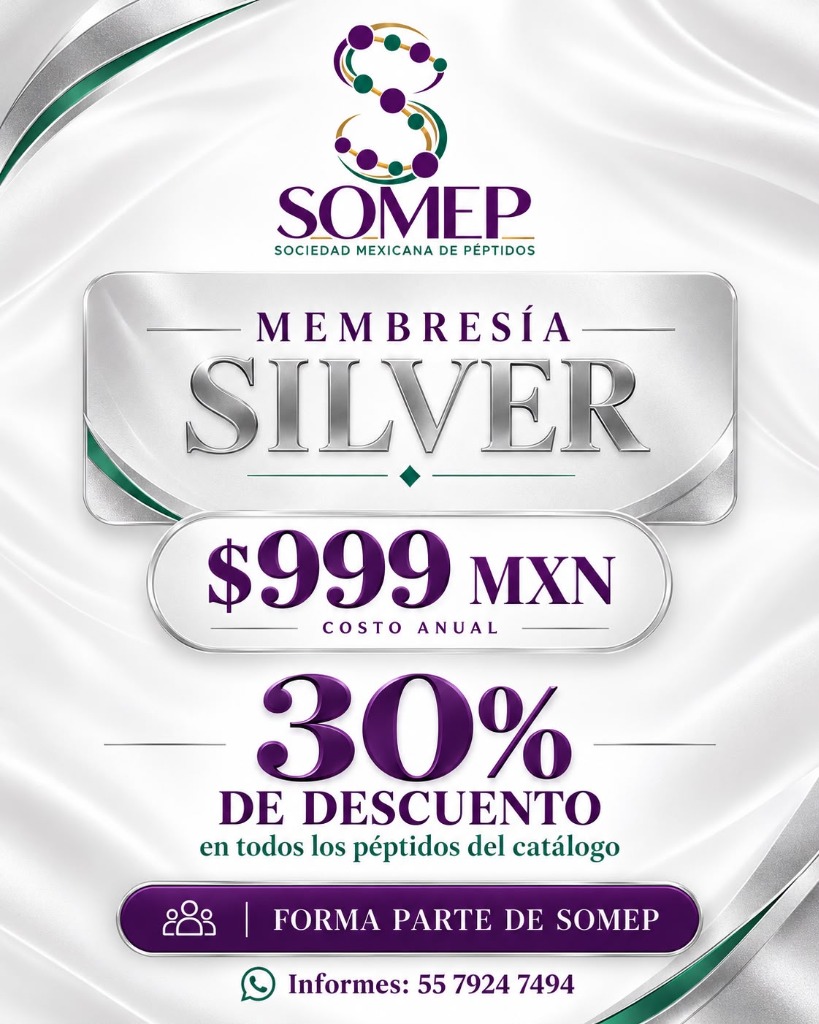 SOMEP
SOCIEDAD MEXICANA DE PÉPTIDOS
MEMBRESÍA
SILVER
$999 MXN
COSTO ANUAL
30%
DE DESCUENTO
en todos los péptidos del catálogo
FORMA PARTE DE SOMEP
Informes: 55 7924 7494